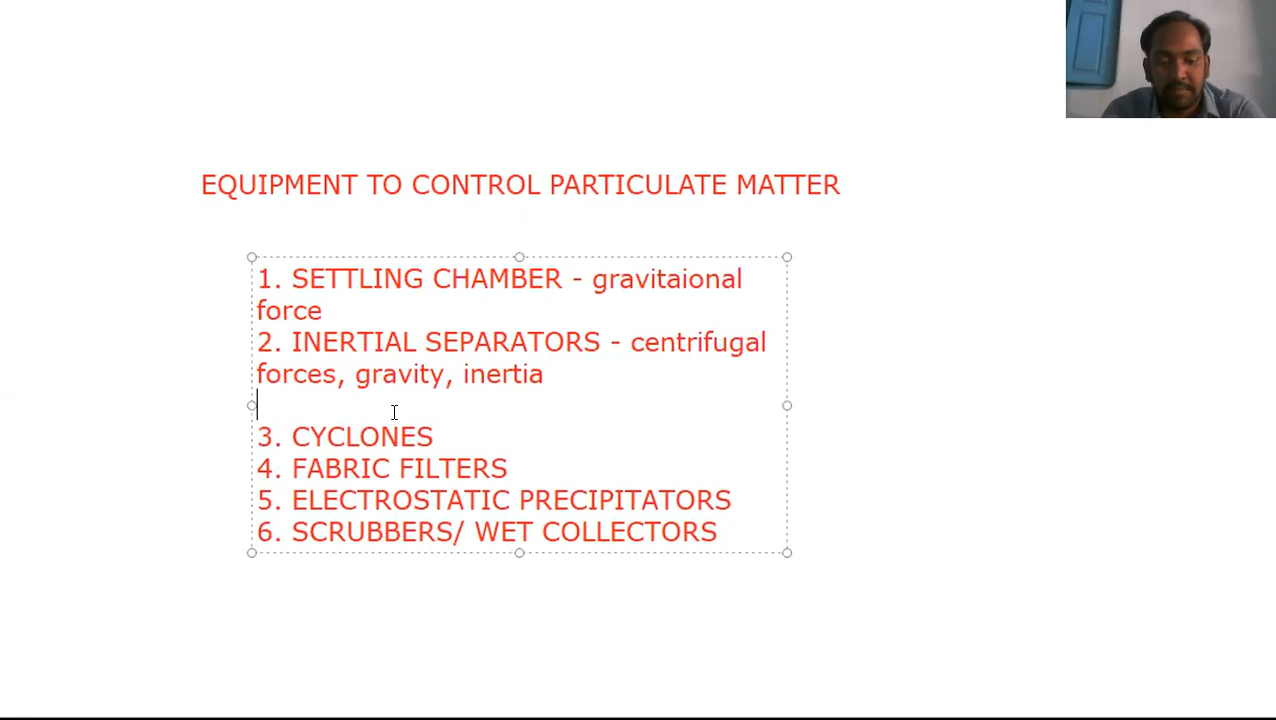 EQUIPMENT TO CONTROL PARTICULATE MATTER
1. SETTLING CHAMBER - gravitaional
force
2. INERTIAL SEPARATORS - centrifugal
forces, gravity, inertia
3. CYCLONES
4. FABRIC FILTERS
5. ELECTROSTATIC PRECIPITATORS
6. SCRUBBERS/ WET COLLECTORS